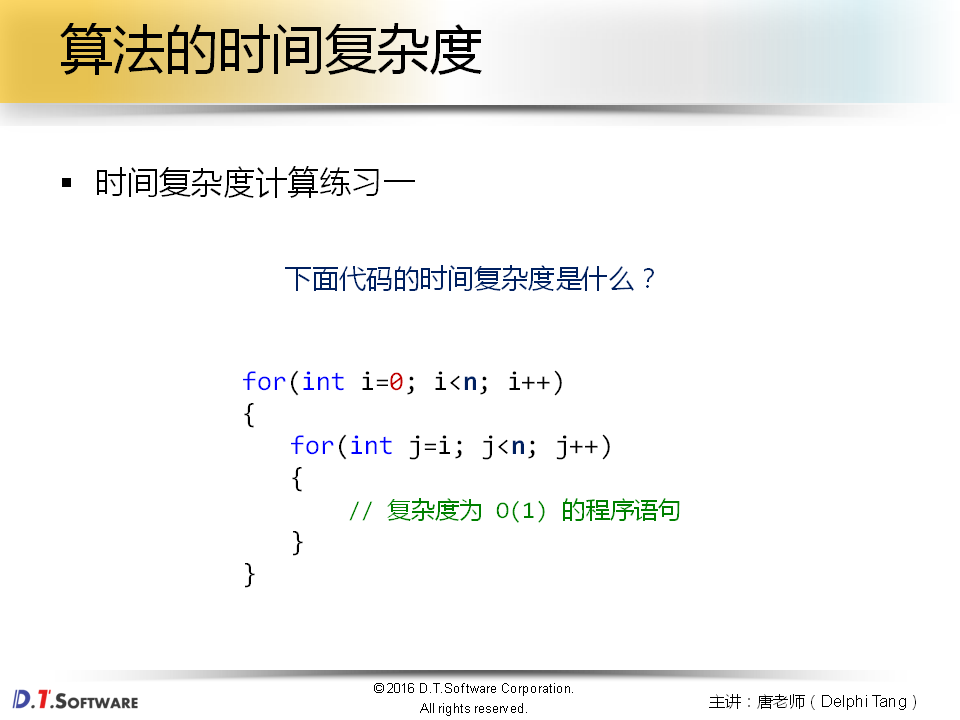 算法的时间复杂度
▪ 时间复杂度计算练习一
下面代码的时间复杂度是什么？
for(int i=0; i<n; i++)
{
for(int j=i; j<n; j++)
{
// 复杂度为 O(1) 的程序语句
}
}
D.T.SOFTWARE
©2016 D.T.Software Corporation.
All rights reserved.
主讲：唐老师（Delphi Tang）